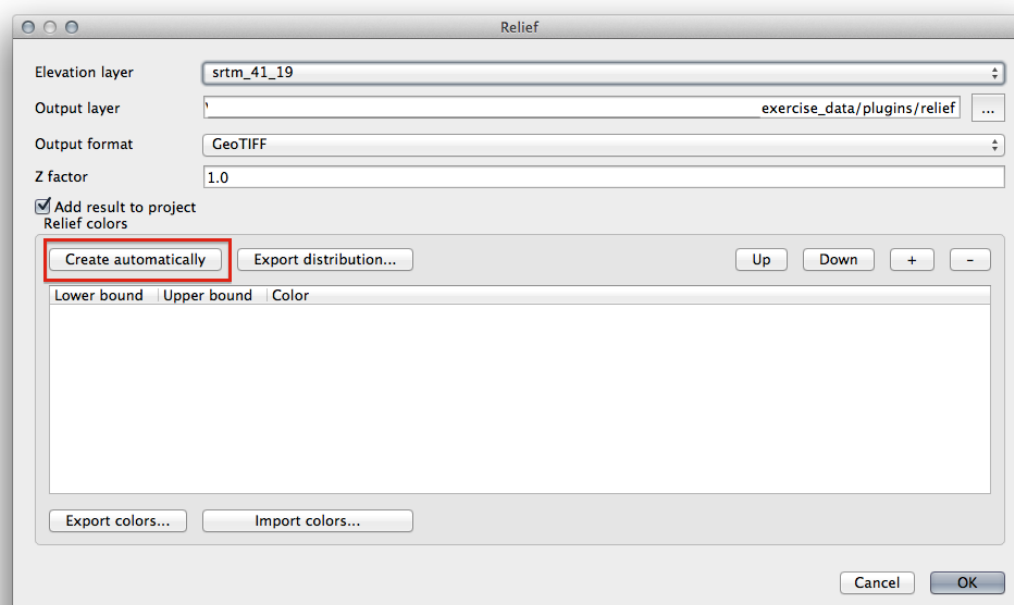 Relief
Elevation layer srtm_41_19
Output layer exercise_data/plugins/relief ...
Output format GeoTIFF
Z factor 1.0
Add result to project
Relief colors
Create automatically Export distribution... Up Down + -
Lower bound Upper bound Color
Export colors... Import colors...
Cancel OK